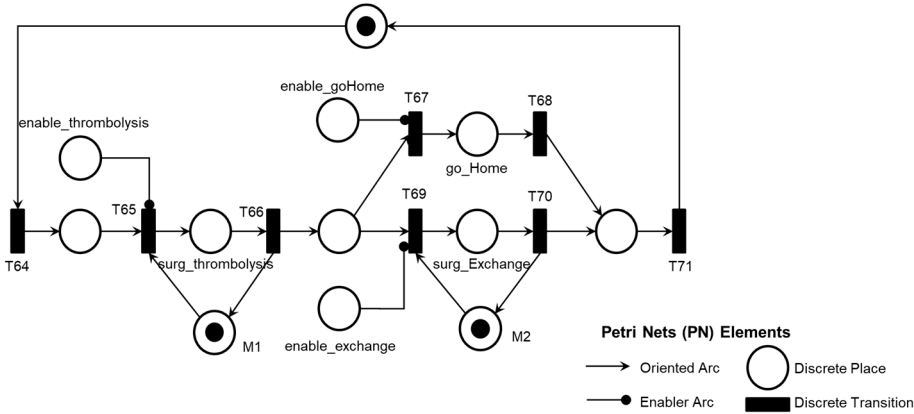 enable_goHome
T67
T68
enable_thrombolysis
go_Home
T65
T66
T69
T70
T64
surg_thrombolysis
surg_Exchange
T71
M1
enable_exchange
M2
Petri Nets (PN) Elements
Oriented Arc
Discrete Place
Enabler Arc
Discrete Transition